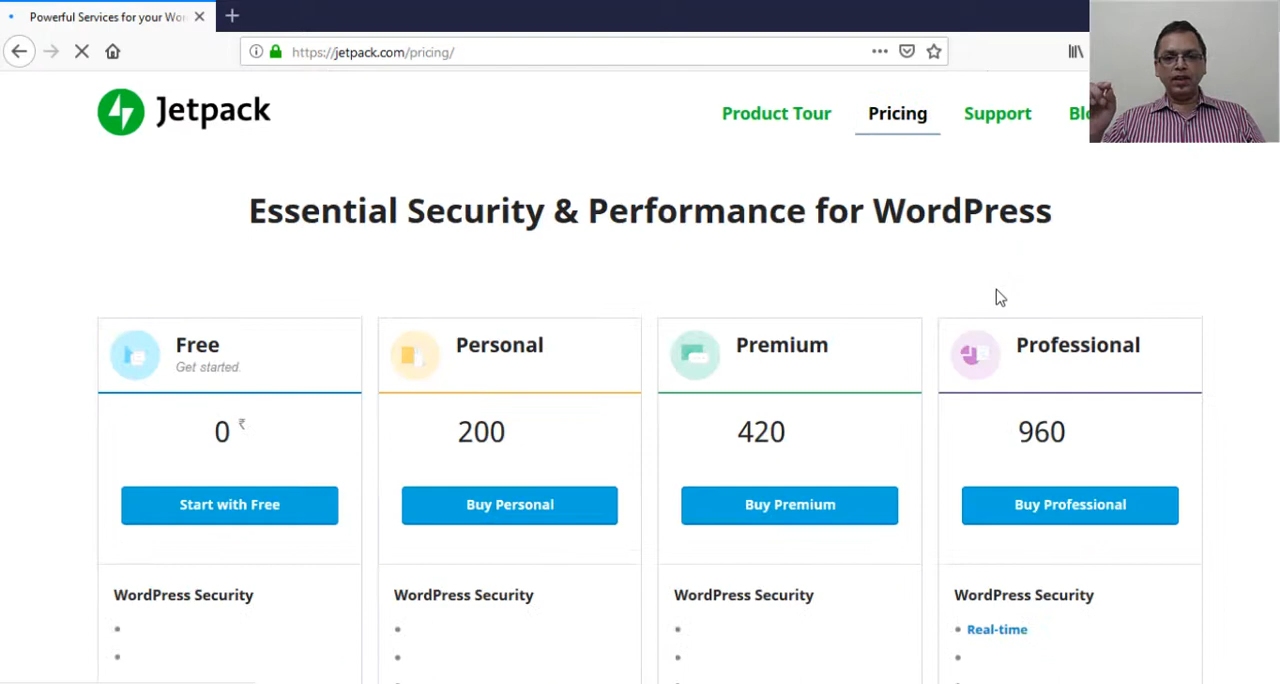 Powerful Services for your Wor
https://jetpack.com/pricing/
Jetpack
Product Tour
Pricing
Support
Blo
Essential Security & Performance for WordPress
Free
Get started.
0 ₹
Start with Free
WordPress Security
Personal
200
Buy Personal
WordPress Security
Premium
420
Buy Premium
WordPress Security
Professional
960
Buy Professional
WordPress Security
• Real-time